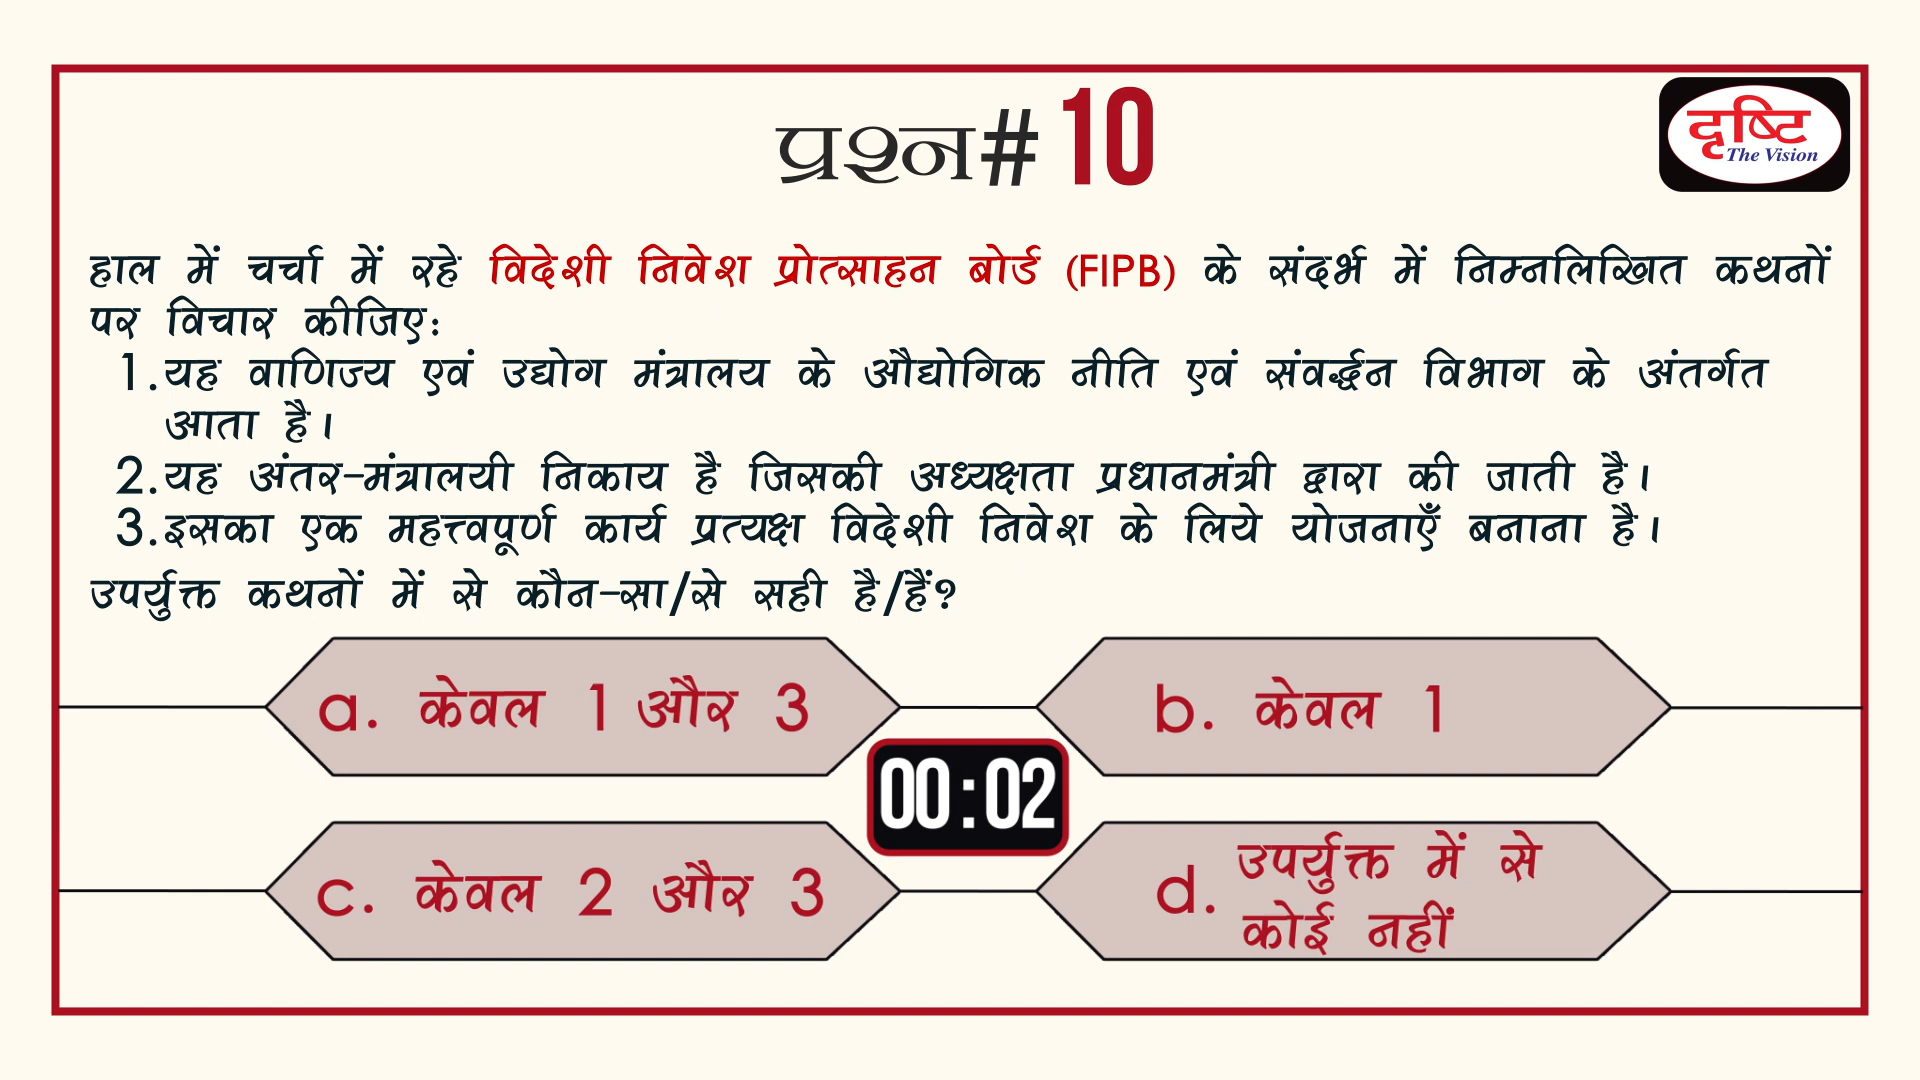 प्रश्न# 10
दृष्टि
The Vision
हाल में चर्चा में रहे विदेशी निवेश प्रोत्साहन बोर्ड (FIPB) के संदर्भ में निम्नलिखित कथनों
पर विचार कीजिए:
1. यह वाणिज्य एवं उद्योग मंत्रालय के औद्योगिक नीति एवं संवर्द्धन विभाग के अंतर्गत
आता है।
2. यह अंतर-मंत्रालयी निकाय है जिसकी अध्यक्षता प्रधानमंत्री द्वारा की जाती है।
3. इसका एक महत्त्वपूर्ण कार्य प्रत्यक्ष विदेशी निवेश के लिये योजनाएँ बनाना है।
उपर्युक्त कथनों में से कौन-सा/से सही है/हैं?
a. केवल 1 और 3
b. केवल 1
00:02
c. केवल 2 और 3
d. उपर्युक्त में से
कोई नहीं